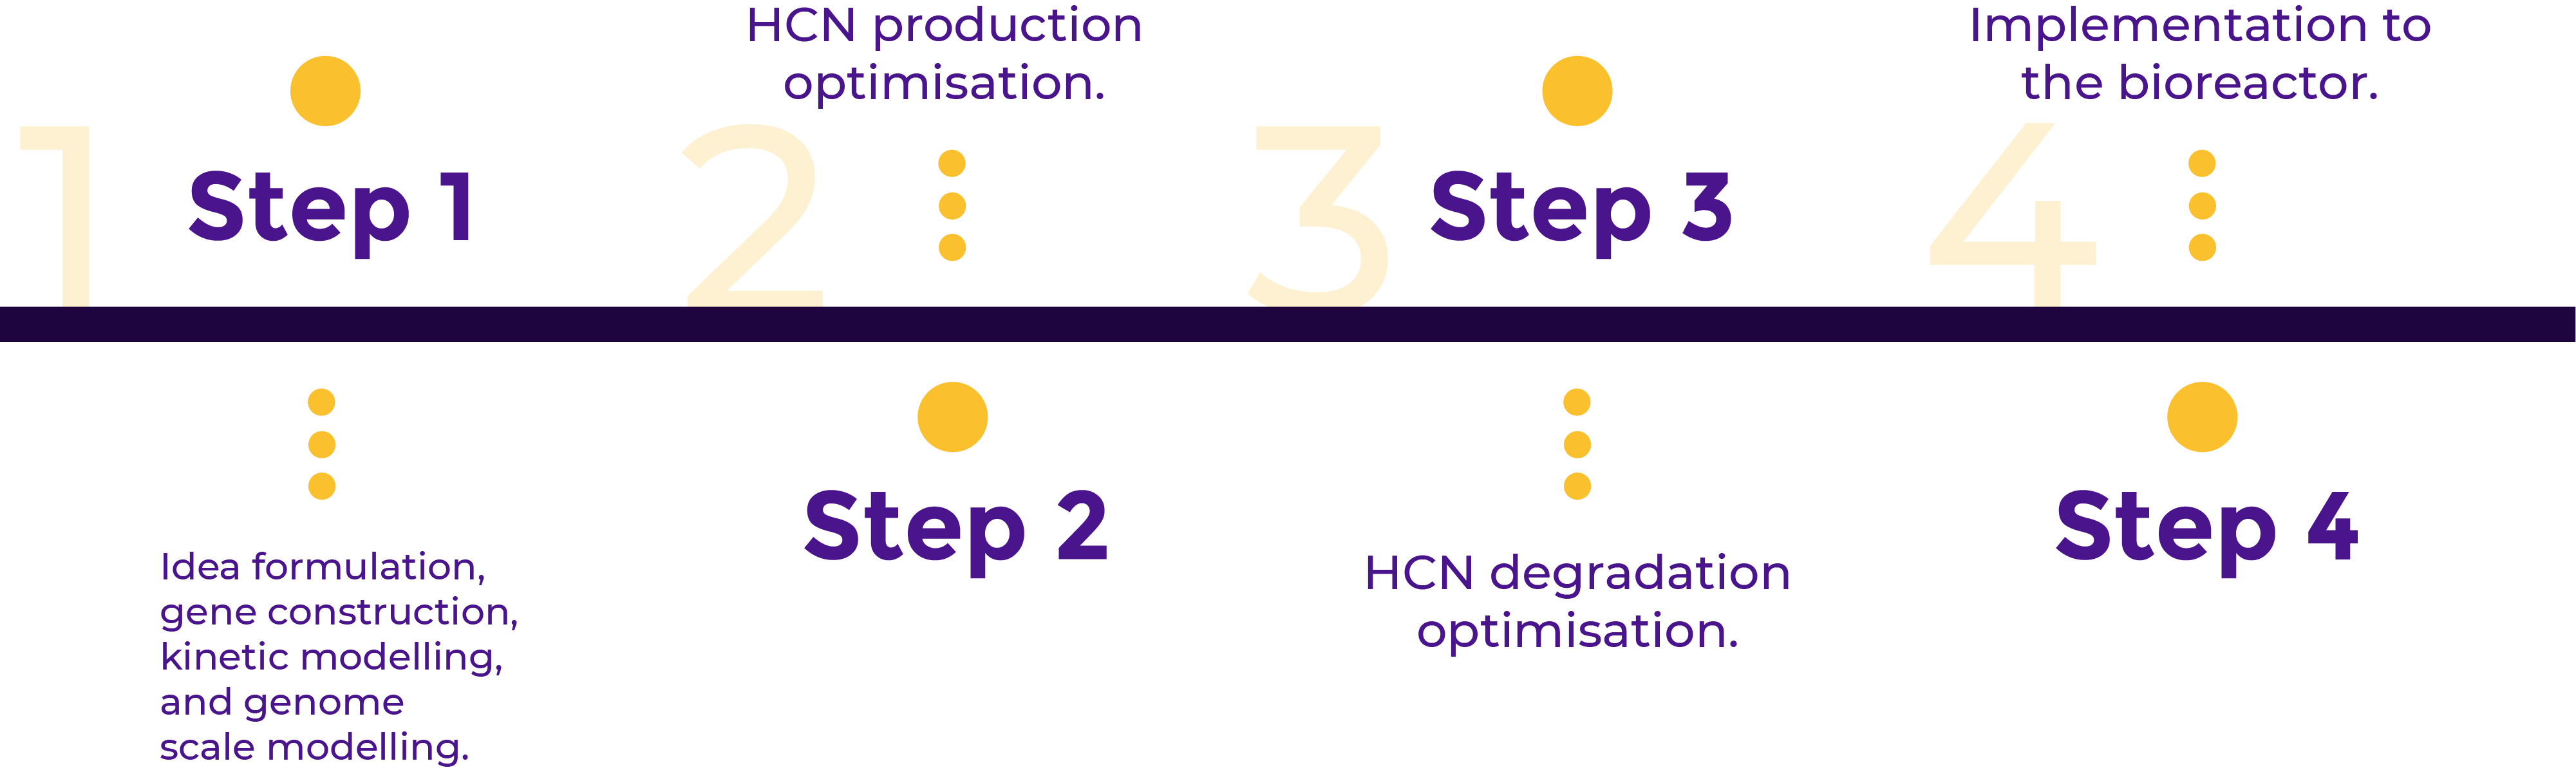 1
Step 1
Idea formulation,
gene construction,
kinetic modelling,
and genome
scale modelling.
2
HCN production
optimisation.
Step 2
3
Step 3
HCN degradation
optimisation.
4
Implementation to
the bioreactor.
Step 4